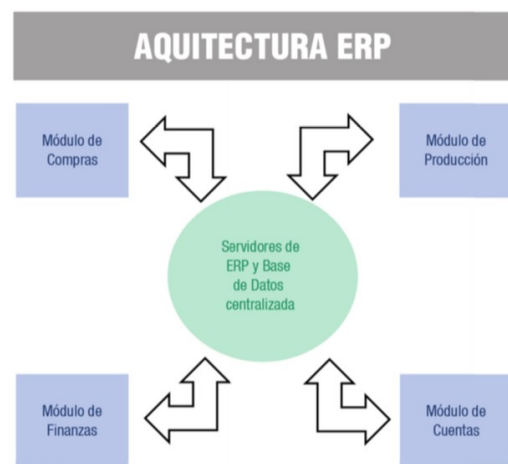 AQUITECTURA ERP
Módulo de
Compras
Módulo de
Producción
Servidores de
ERP y Base
de Datos
centralizada
Módulo de
Finanzas
Módulo de
Cuentas